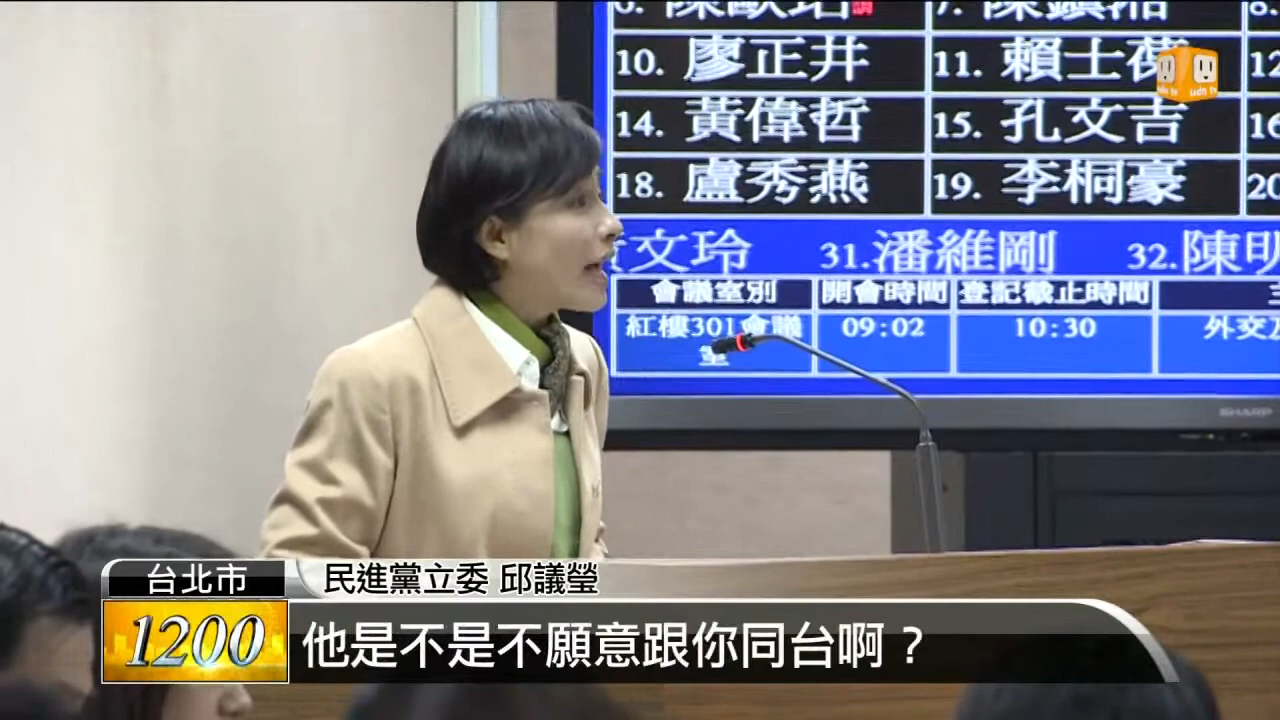 10. 廖正井 11. 賴士葆 12
14. 黃偉哲 15. 孔文吉 16
18. 盧秀燕 19. 李桐豪 20
文玲 31.潘維剛 32.陳明
會議室別 開會時間 登記截止時間
紅樓301會議室 09:02 10:30 外交
SHARP
台北市 民進黨立委 邱議瑩
1200 他是不是不願意跟你同台啊？